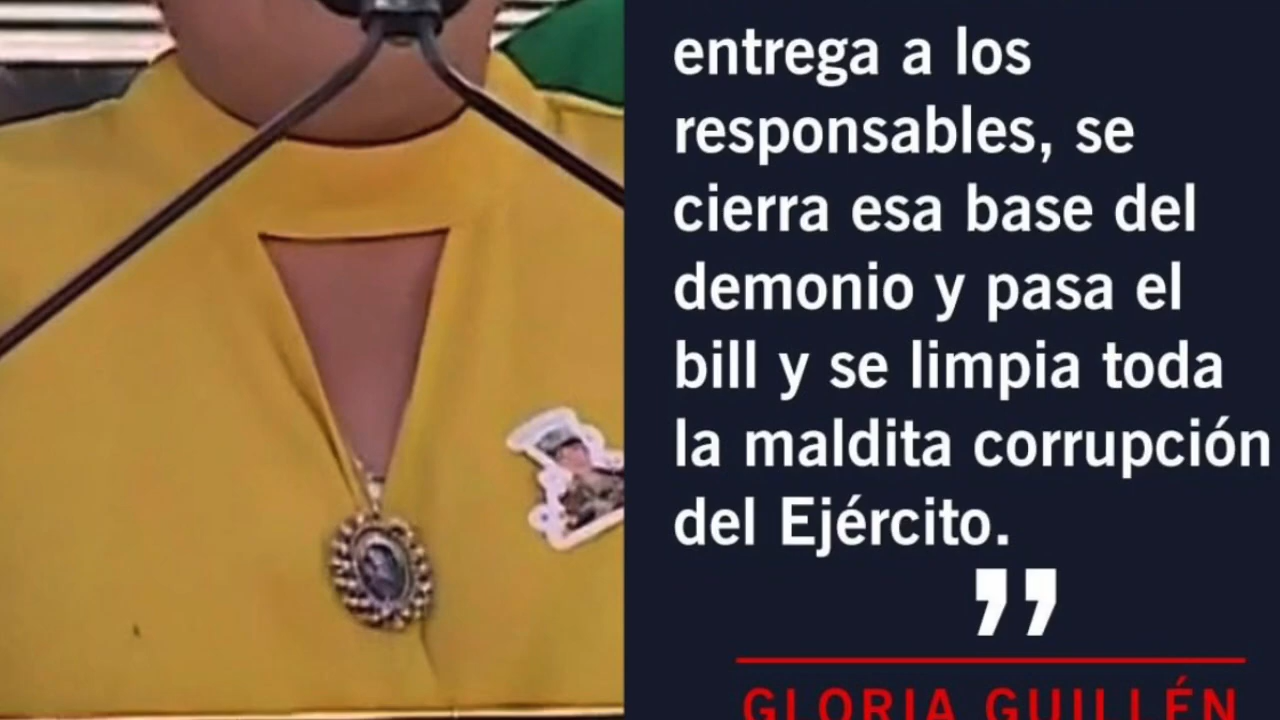 entrega a los
responsables, se
cierra esa base del
demonio y pasa el
bill y se limpia toda
la maldita corrupción
del Ejército.
”
GLORIA GUILLÉN